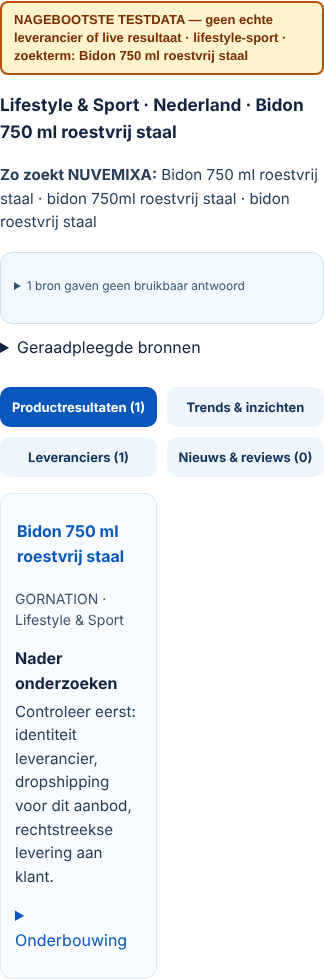 NAGEBOOTSTE TESTDATA — geen echte
leverancier of live resultaat · lifestyle-sport ·
zoekterm: Bidon 750 ml roestvrij staal
Lifestyle & Sport · Nederland · Bidon
750 ml roestvrij staal
Zo zoekt NUVEMIXA: Bidon 750 ml roestvrij
staal · bidon 750ml roestvrij staal · bidon
roestvrij staal
1 bron gaven geen bruikbaar antwoord
Geraadpleegde bronnen
Productresultaten (1)
Trends & inzichten
Leveranciers (1)
Nieuws & reviews (0)
Bidon 750 ml
roestvrij staal
GORNATION ·
Lifestyle & Sport
Nader
onderzoeken
Controleer eerst:
identiteit
leverancier,
dropshipping
voor dit aanbod,
rechtstreekse
levering aan
klant.
Onderbouwing